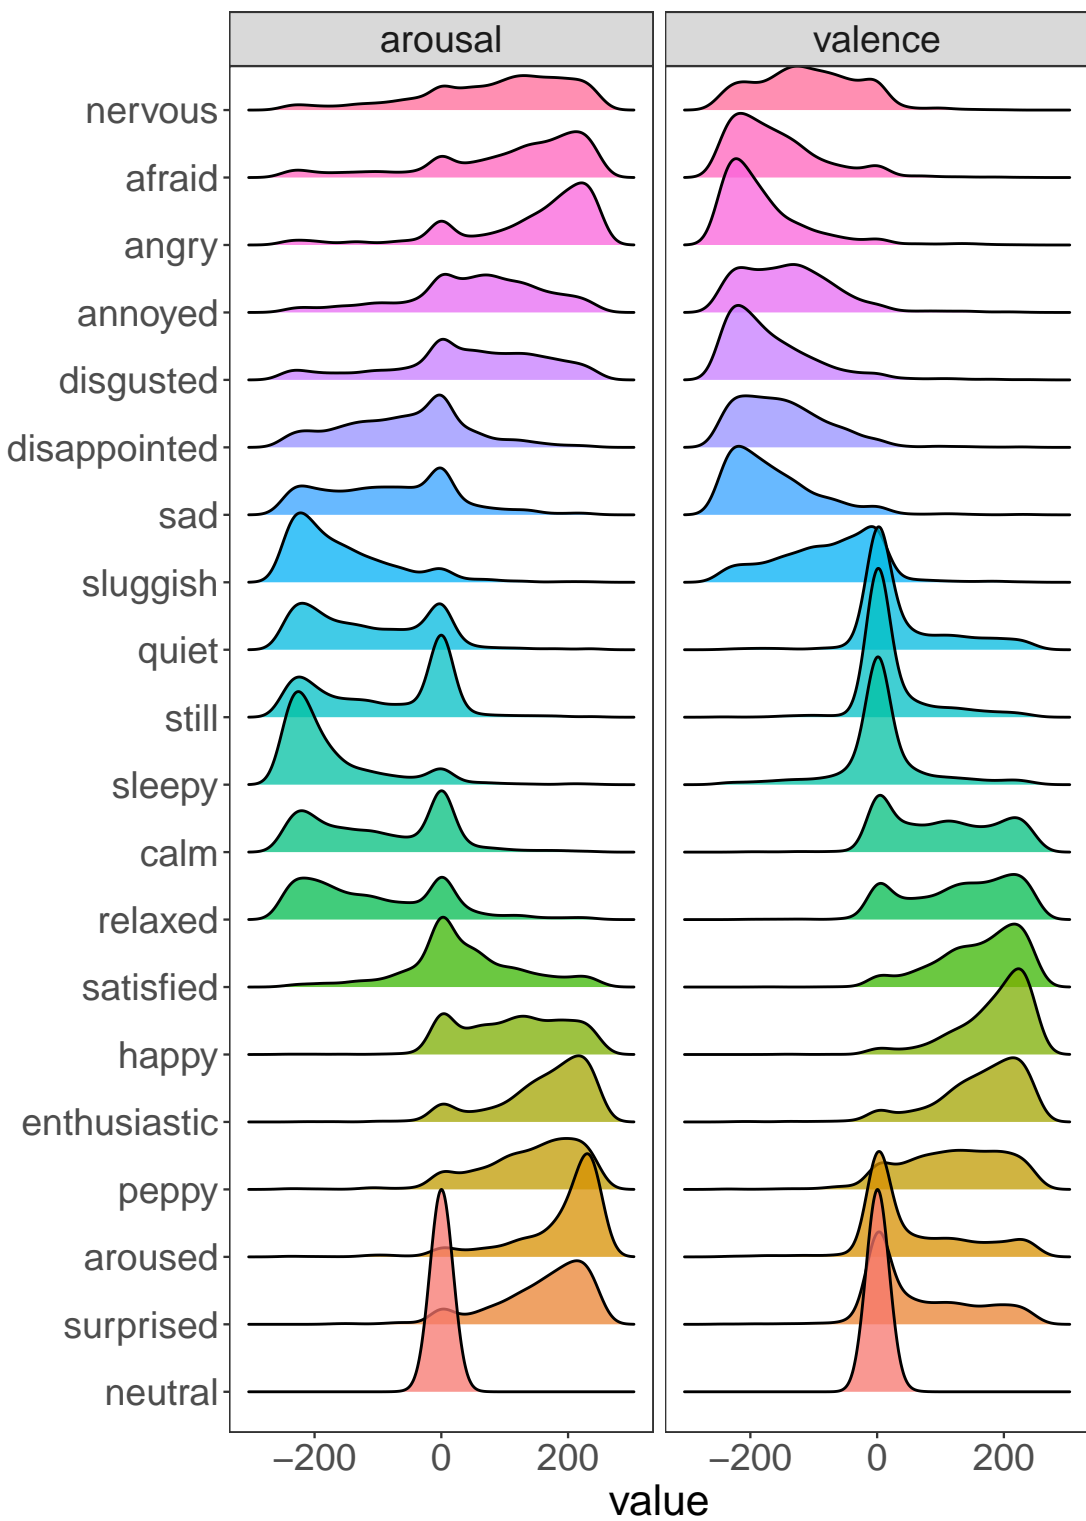 arousal valence
nervous
afraid
angry
annoyed
disgusted
disappointed
sad
sluggish
quiet
still
sleepy
calm
relaxed
satisfied
happy
enthusiastic
peppy
aroused
surprised
neutral
−200 0 200 −200 0 200
value